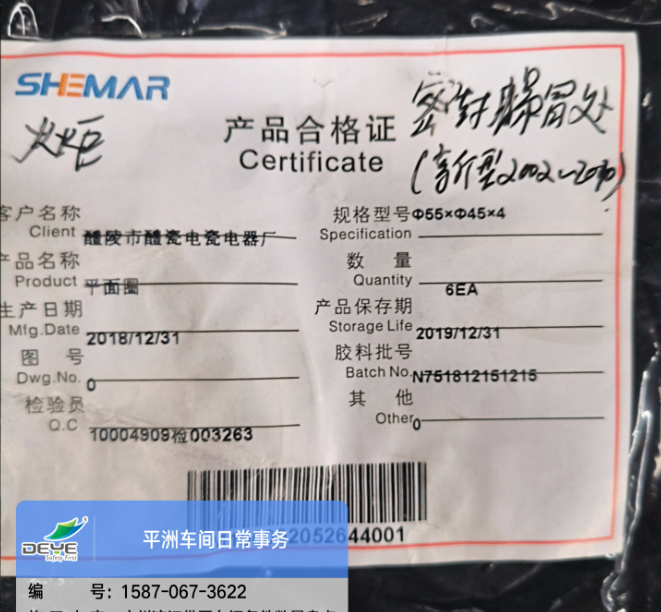 SHEMAR
火炬
产品合格证
Certificate
密封
客户名称
Client
醴陵市醴瓷电瓷电器厂
产品名称
Product
平面圈
生产日期
Mfg.Date
2018/12/31
图 号
Dwg.No.
0
检验员
Q.C
10004909检003263
规格型号
Specification
Φ55×Φ45×4
数 量
Quantity
6EA
产品保存期
Storage Life
2019/12/31
胶料批号
Batch No.
N751812151215
其 他
Other
0
2052644001
DEYE
Safety First
平洲车间日常事务
编 号: 1587-067-3622